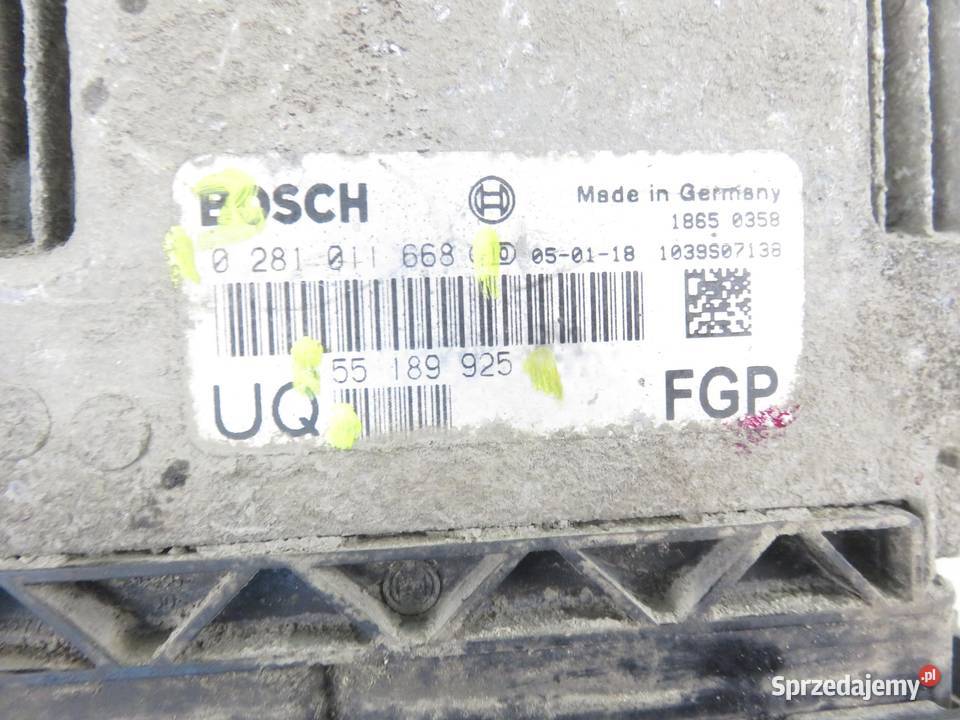 BOSCH
Made in Germany
1865 0358
0 281 011 668
05-01-18
1039S07138
55 189 925
UQ
FGP
Sprzedajemy.pl